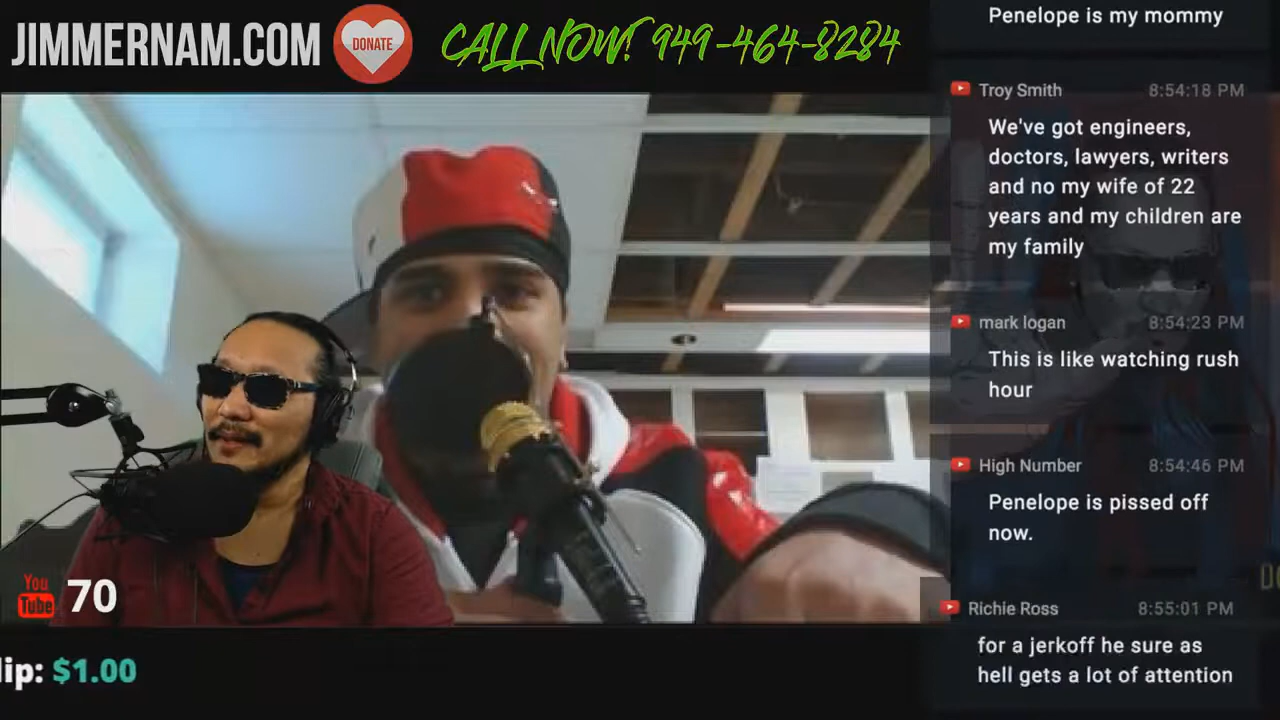 JIMMERNAM.COM
DONATE
CALL NOW! 949-464-8284
Penelope is my mommy
Troy Smith 8:54:18 PM
We've got engineers,
doctors, lawyers, writers
and no my wife of 22
years and my children are
my family
mark logan 8:54:23 PM
This is like watching rush
hour
High Number 8:54:46 PM
Penelope is pissed off
now.
Richie Ross 8:55:01 PM
for a jerkoff he sure as
hell gets a lot of attention
You
Tube
70
lip: $1.00